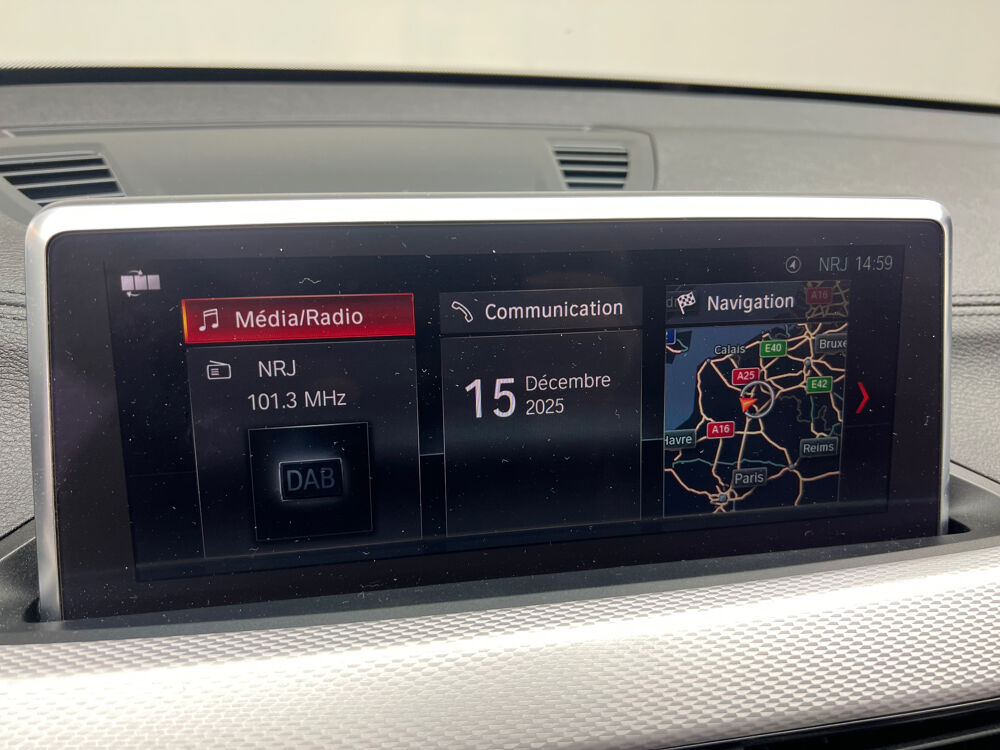 NRJ 14:59
Média/Radio
NRJ
101.3 MHz
DAB
Communication
15
Décembre
2025
Navigation
A16
Calais
E40
Bruxe
A25
E42
A16
Havre
Reims
Paris